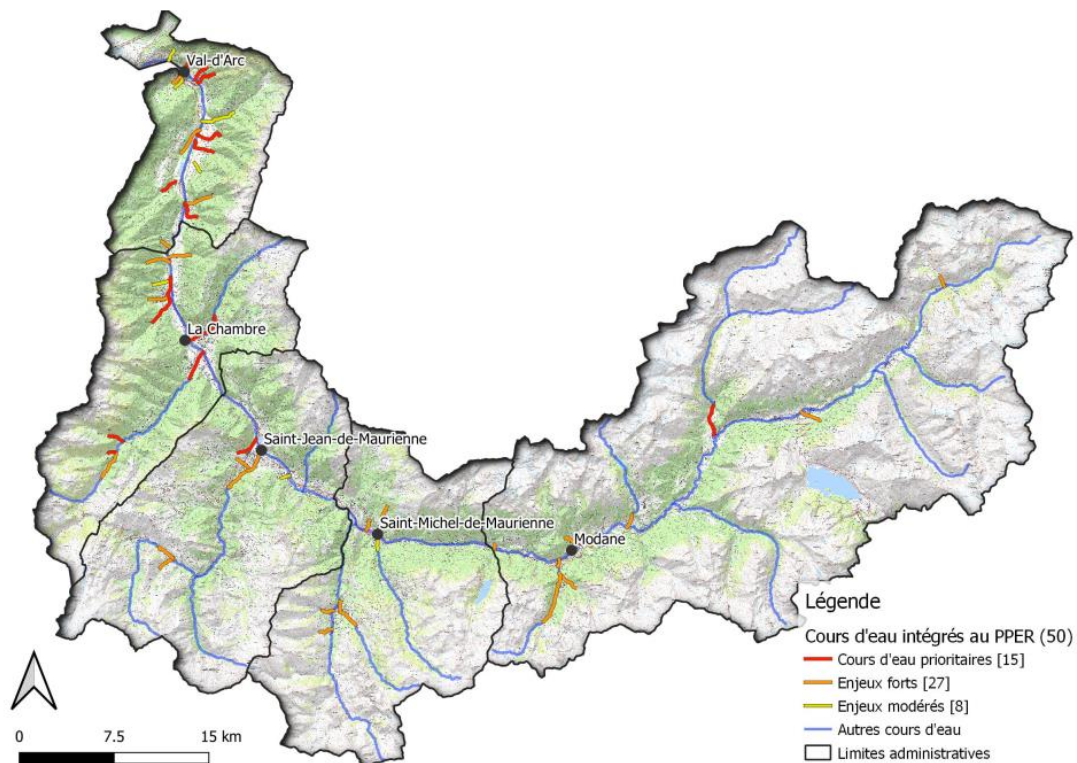 Val-d'Arc
La Chambre
Saint-Jean-de-Maurienne
Saint-Michel-de-Maurienne
Modane
Légende
Cours d'eau intégrés au PPER (50)
Cours d'eau prioritaires [15]
Enjeux forts [27]
Enjeux modérés [8]
Autres cours d'eau
Limites administratives
0 7.5 15 km